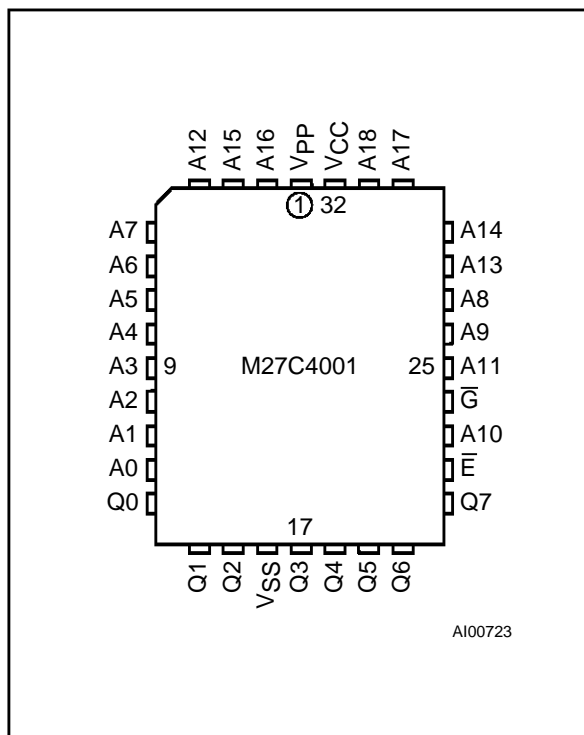 A12 A15 A16 VPP VCC A18 A17
1 32
A7 A14
A6 A13
A5 A8
A4 A9
A3 9 M27C4001 25 A11
A2 G̅
A1 A10
A0 E̅
Q0 Q7
17
Q1 Q2 VSS Q3 Q4 Q5 Q6
AI00723